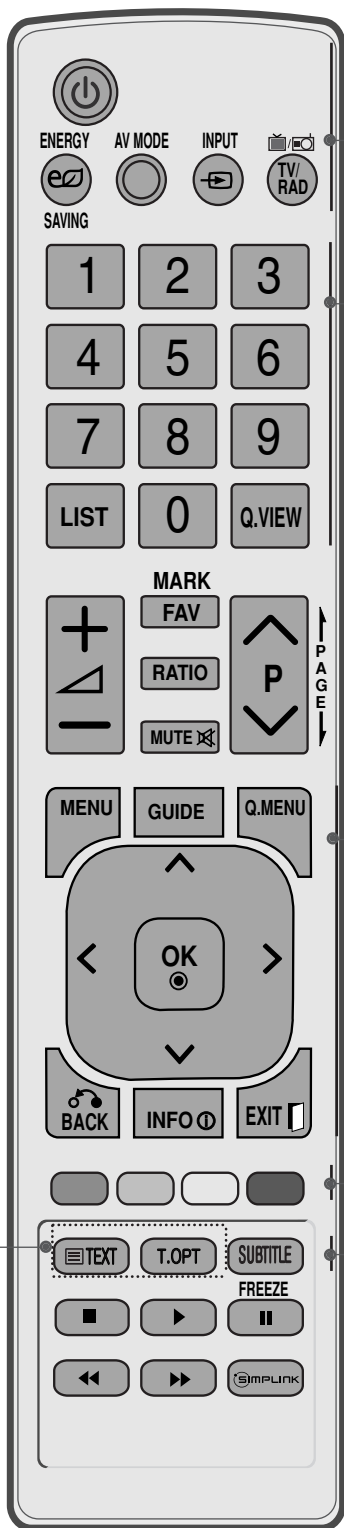 ENERGY AV MODE INPUT
TV/
RAD
SAVING
1 2 3
4 5 6
7 8 9
LIST 0 Q.VIEW
MARK
FAV
P
PAGE
RATIO
MUTE
MENU GUIDE Q.MENU
OK
BACK INFO EXIT
TEXT T.OPT SUBTITLE
FREEZE
SIMPLINK